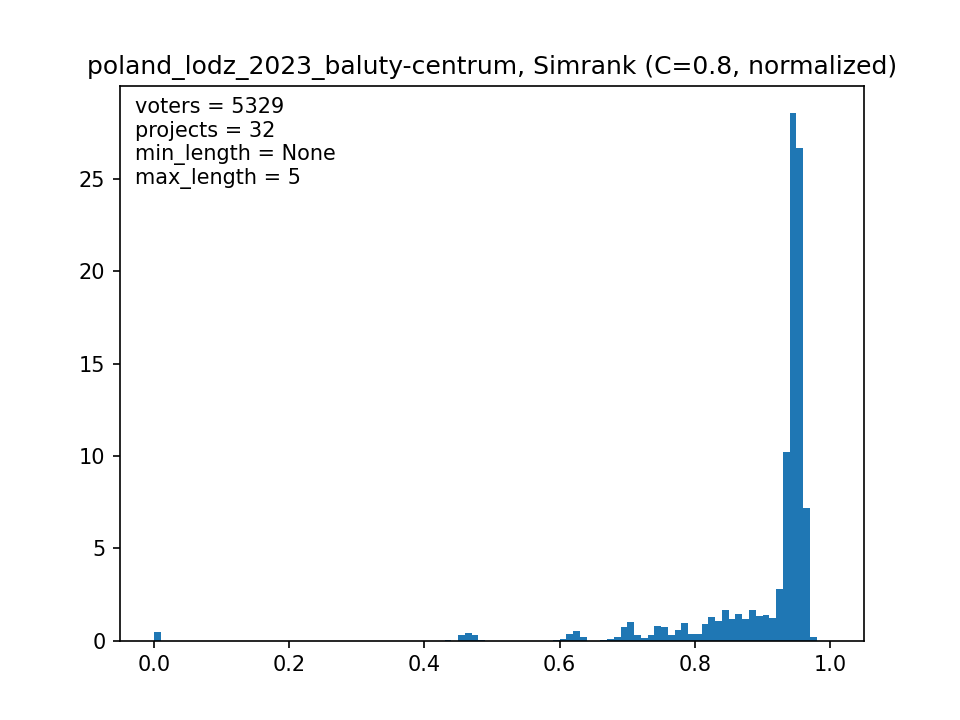 poland_lodz_2023_baluty-centrum, Simrank (C=0.8, normalized)
voters = 5329
projects = 32
min_length = None
max_length = 5
25
20
15
10
5
0
0.0 0.2 0.4 0.6 0.8 1.0